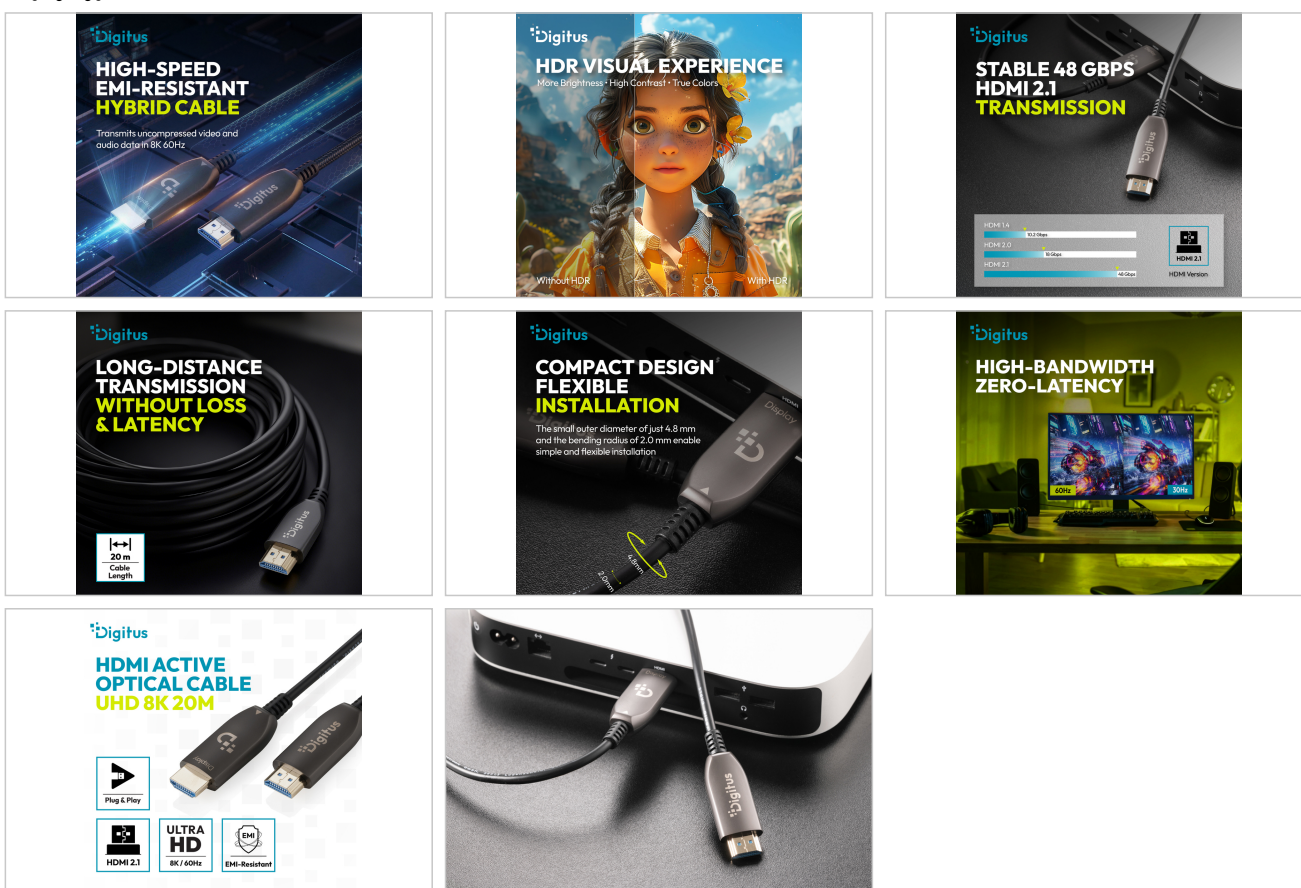 Digitus
HIGH-SPEED
EMI-RESISTANT
HYBRID CABLE
Transmits uncompressed video and
audio data in 8K 60Hz
Digitus
Digitus
HDR VISUAL EXPERIENCE
More Brightness • High Contrast • True Colors
Without HDR
With HDR
Digitus
STABLE 48 GBPS
HDMI 2.1
TRANSMISSION
Digitus
HDMI 1.4
10.2 Gbps
HDMI 2.0
18 Gbps
HDMI 2.1
48 Gbps
HDMI 2.1
HDMI Version
Digitus
LONG-DISTANCE
TRANSMISSION
WITHOUT LOSS
& LATENCY
Digitus
20 m
Cable
Length
Digitus
COMPACT DESIGN
FLEXIBLE
INSTALLATION
The small outer diameter of just 4.8 mm
and the bending radius of 2.0 mm enable
simple and flexible installation
HDMI
Display
Digitus
4.8mm
2.0mm
Digitus
HIGH-BANDWIDTH
ZERO-LATENCY
60Hz
30Hz
Digitus
HDMI ACTIVE
OPTICAL CABLE
UHD 8K 20M
Digitus
Display
Plug & Play
HDMI 2.1
ULTRA
HD
8K / 60Hz
EMI
EMI-Resistant
HDMI
Digitus